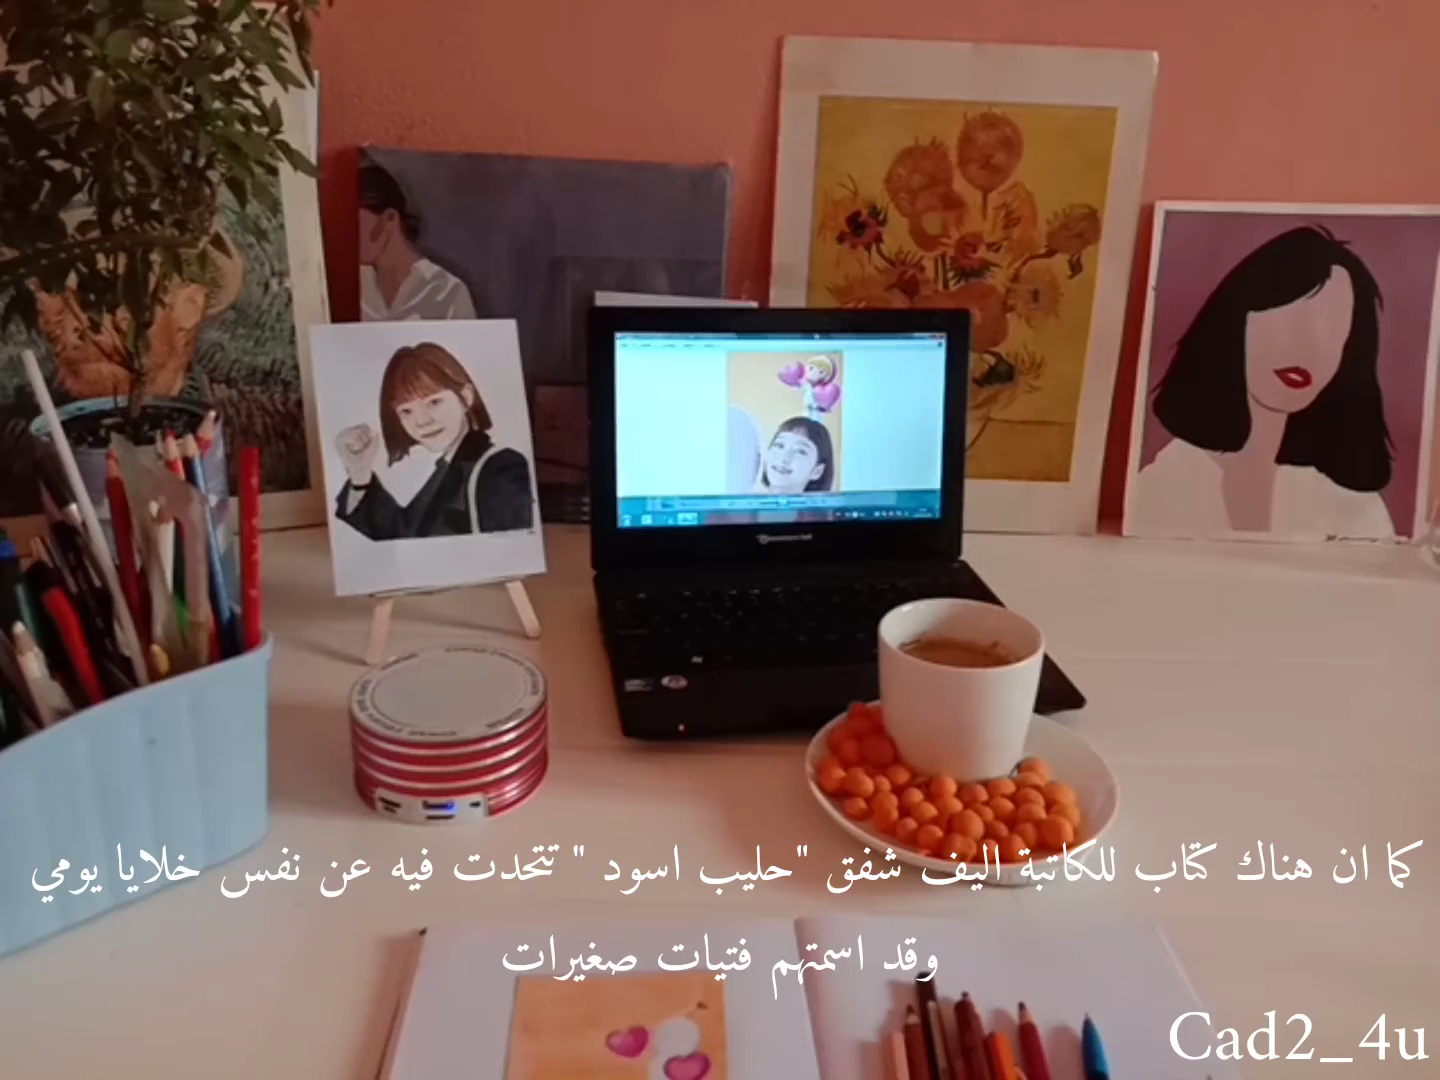 كما ان هناك كتاب للكاتبة اليف شفق "حليب اسود " تتحدت فيه عن نفس خلايا يومي
وقد اسمتهم فتيات صغيرات
Cad2_4u